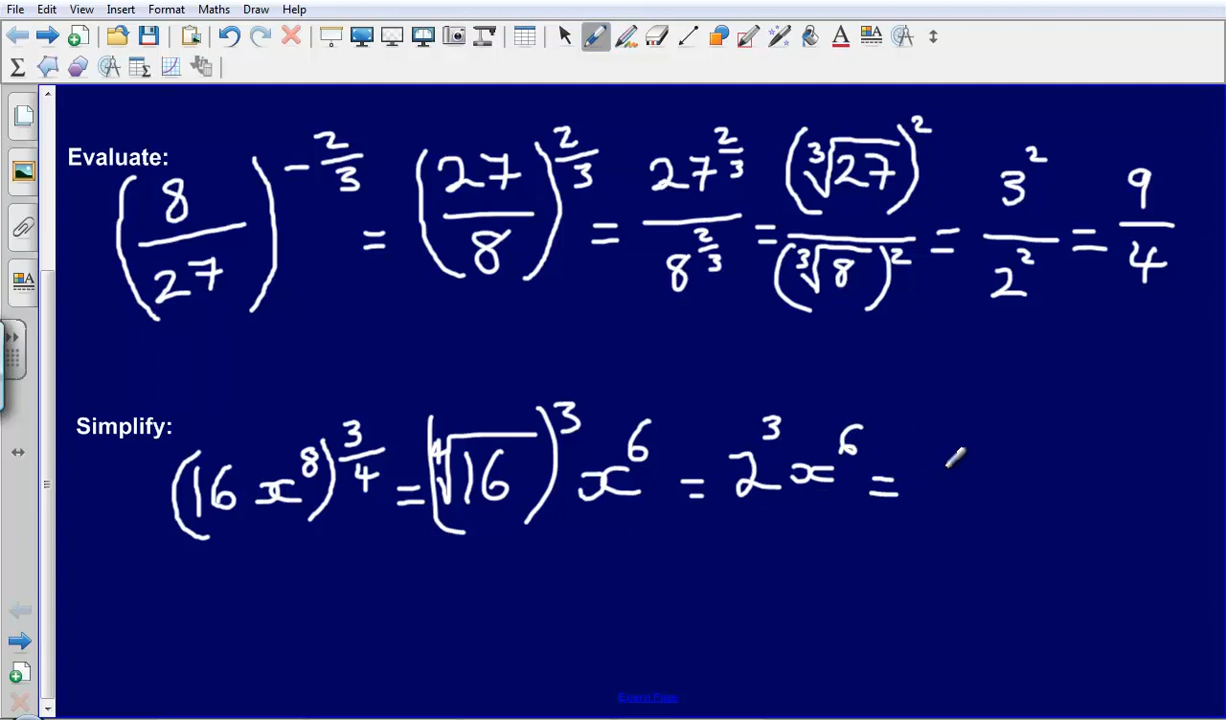 File Edit View Insert Format Maths Draw Help
Evaluate:
(8/27)^(-2/3) = (27/8)^(2/3) = 27^(2/3)/8^(2/3) = (∛27)²/(∛8)² = 3²/2² = 9/4
Simplify:
(16x⁸)^(3/4) = (∜16)³x⁶ = 2³x⁶ =
Extend Page